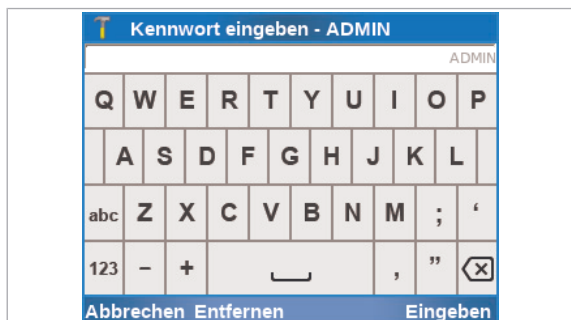 Kennwort eingeben - ADMIN
ADMIN
Q W E R T Y U I O P
A S D F G H J K L
abc Z X C V B N M ; ‘
123 - + , ”
Abbrechen Entfernen Eingeben